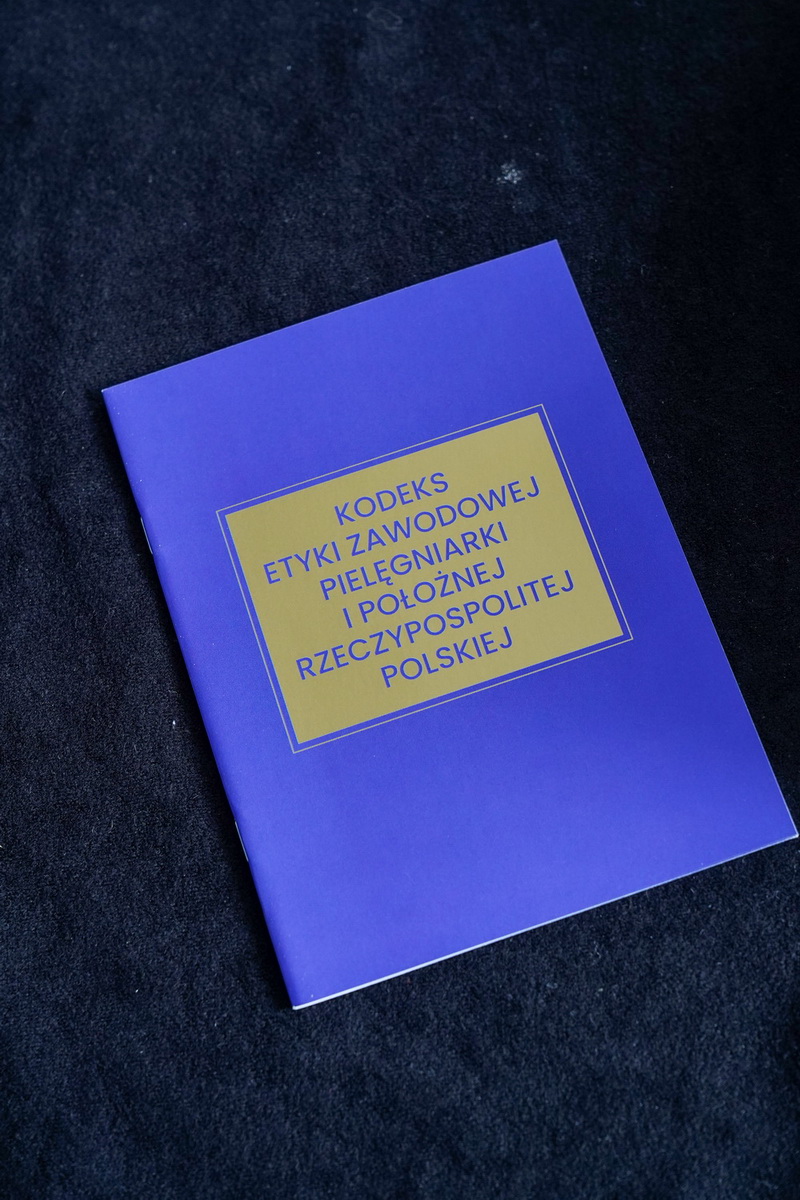 KODEKS
ETYKI ZAWODOWEJ
PIELĘGNIARKI
I POŁOŻNEJ
RZECZYPOSPOLITEJ
POLSKIEJ